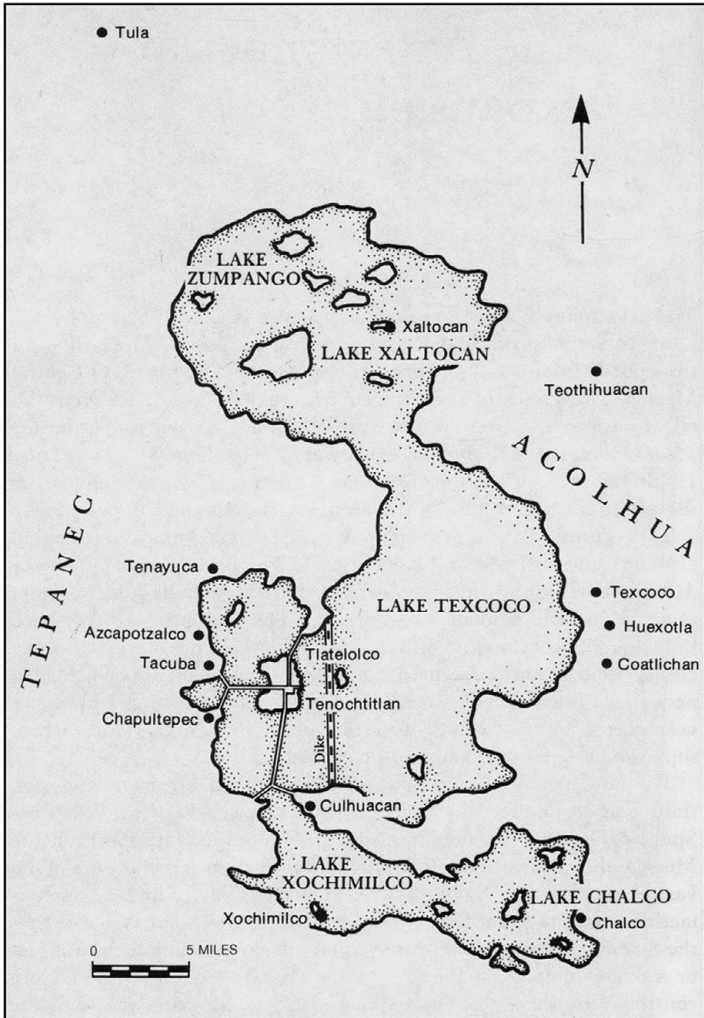 Tula
N
LAKE
ZUMPANGO
Xaltocan
LAKE XALTOCAN
Teothihuacan
ACOLHUA
TEPANEC
Tenayuca
LAKE TEXCOCO
Texcoco
Huexotla
Azcapotzalco
Tlatelolco
Tacuba
Coatlichan
Tenochtitlan
Chapultepec
Dike
Culhuacan
LAKE
XOCHIMILCO
LAKE CHALCO
Xochimilco
Chalco
0 5 MILES